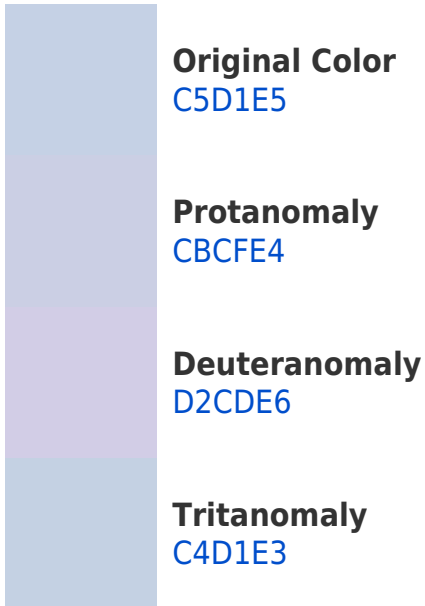 Original Color
C5D1E5
Protanomaly
CBCFE4
Deuteranomaly
D2CDE6
Tritanomaly
C4D1E3